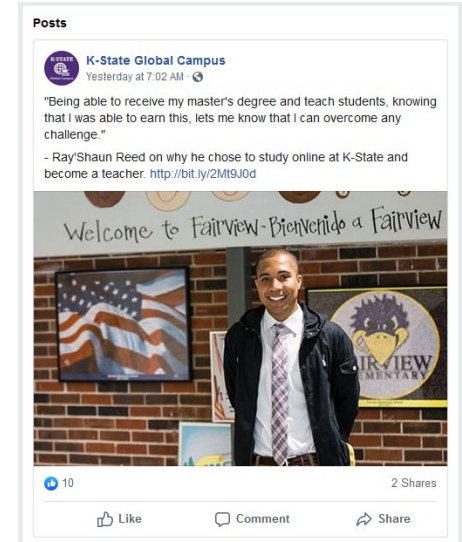 Posts
K-STATE
Global Campus
K-State Global Campus
Yesterday at 7:02 AM ·
"Being able to receive my master's degree and teach students, knowing
that I was able to earn this, lets me know that I can overcome any
challenge."
- Ray'Shaun Reed on why he chose to study online at K-State and
become a teacher. http://bit.ly/2Mt9J0d
Welcome to Fairview-Bienvenido a Fairview
10
2 Shares
Like
Comment
Share